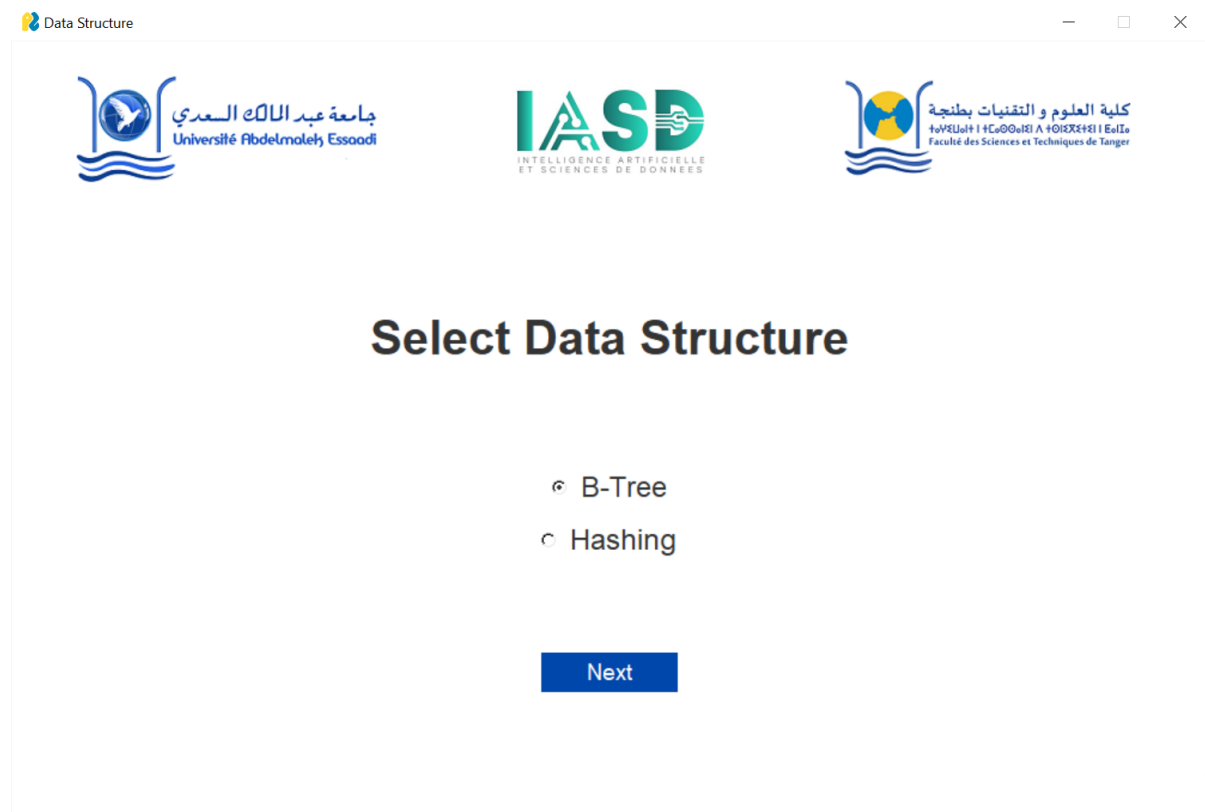 Data Structure
جامعة عبد المالك السعدي
Université Abdelmalek Essaadi
IASD
INTELLIGENCE ARTIFICIELLE
ET SCIENCES DE DONNEES
كلية العلوم و التقنيات بطنجة
Faculté des Sciences et Techniques de Tanger
Select Data Structure
B-Tree
Hashing
Next